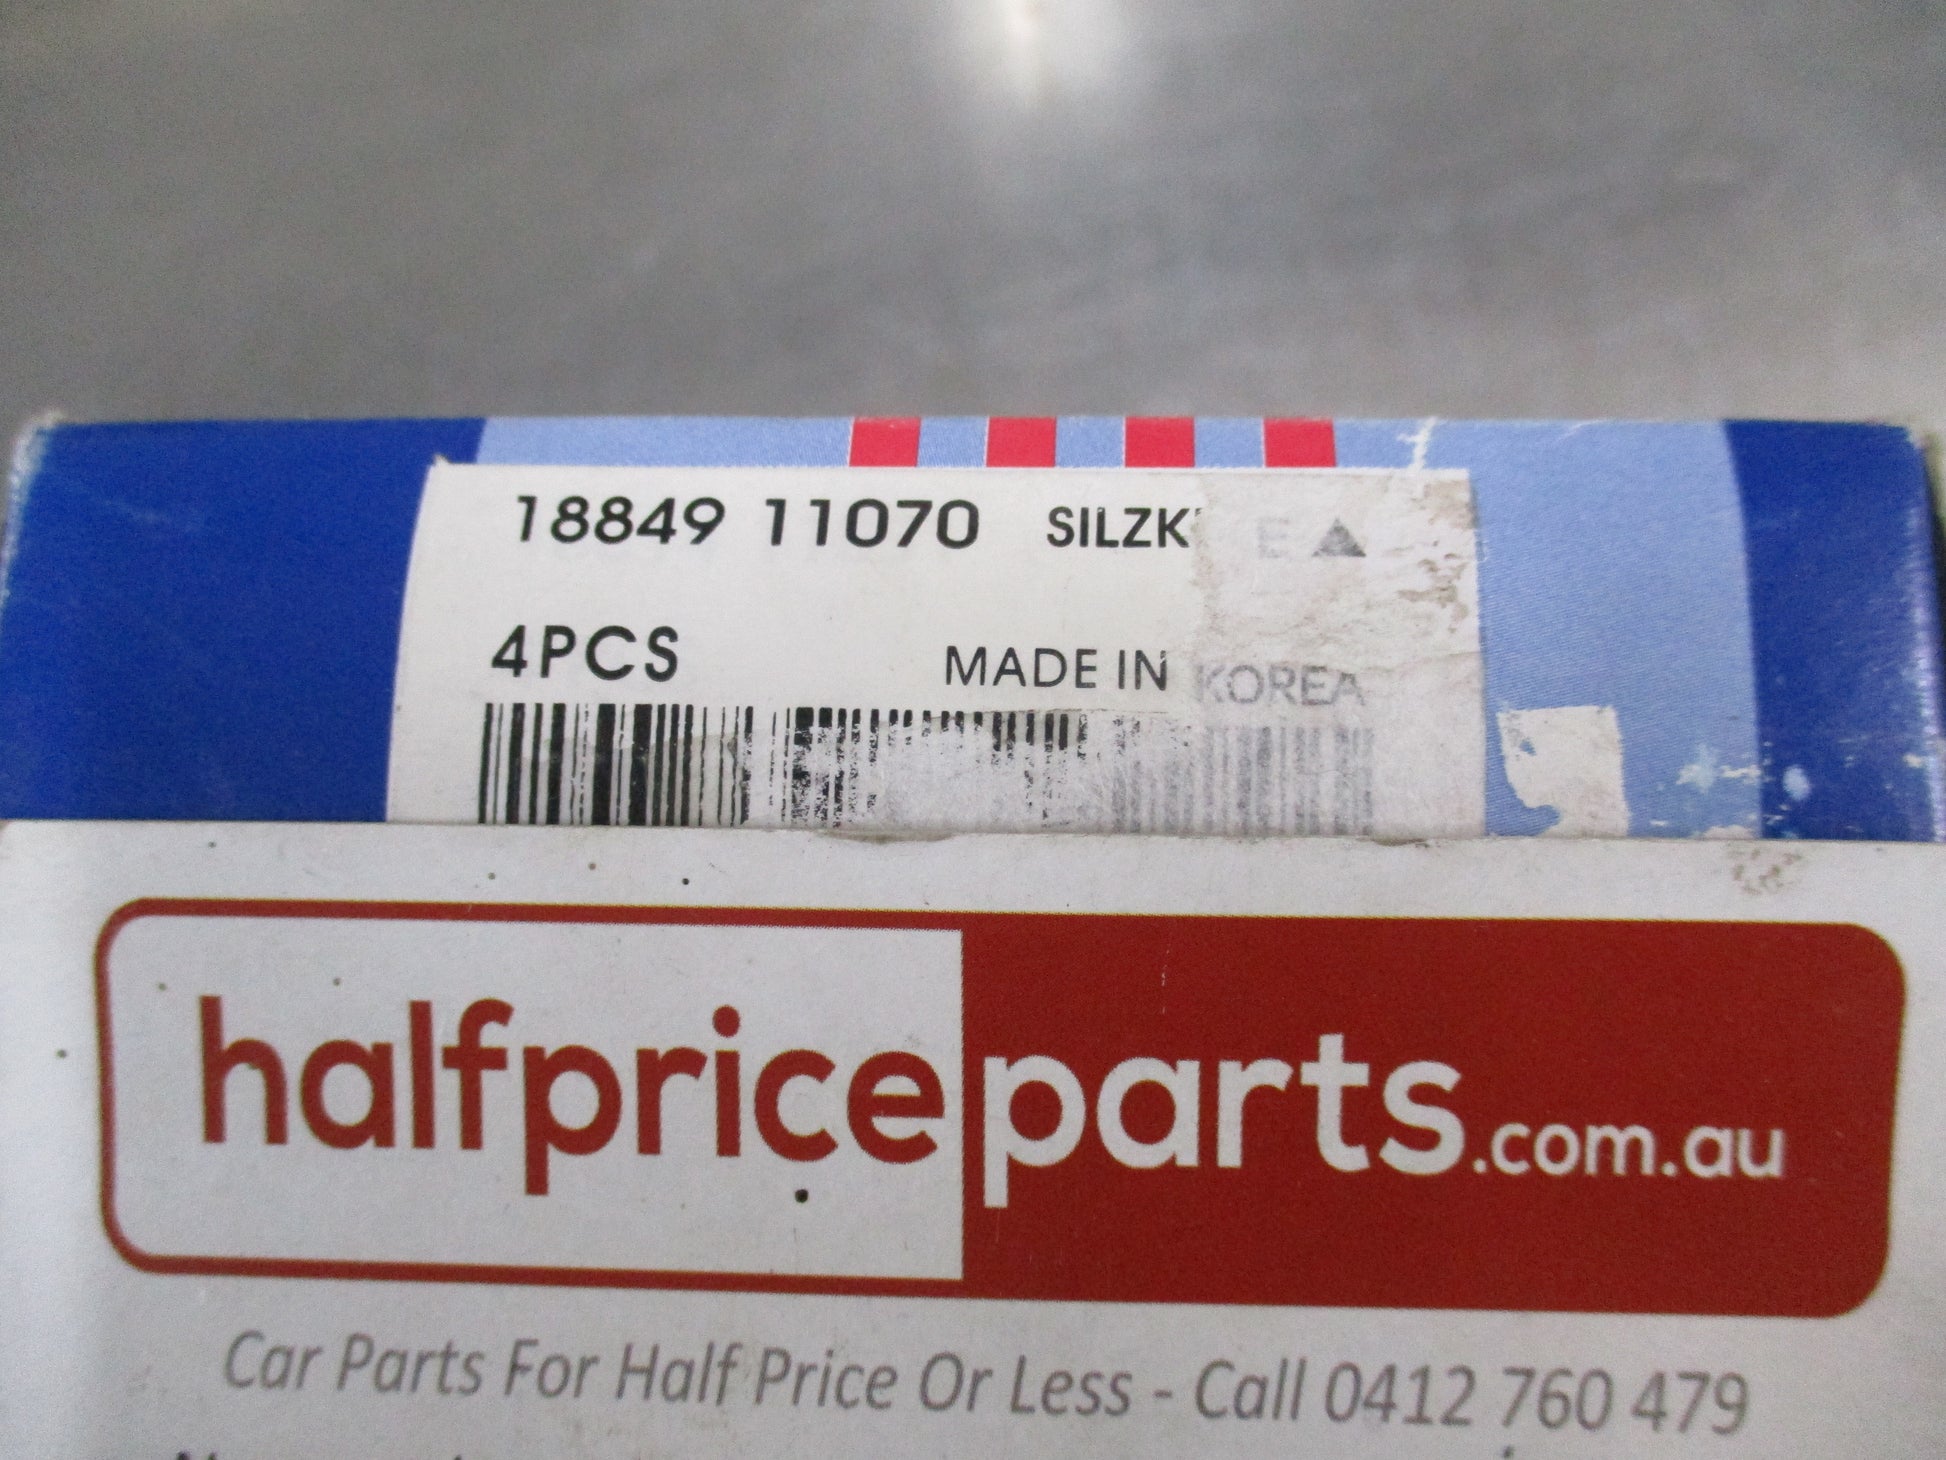 18849 11070 SILZK E▲
4PCS MADE IN KOREA
halfpriceparts.com.au
Car Parts For Half Price Or Less - Call 0412 760 479